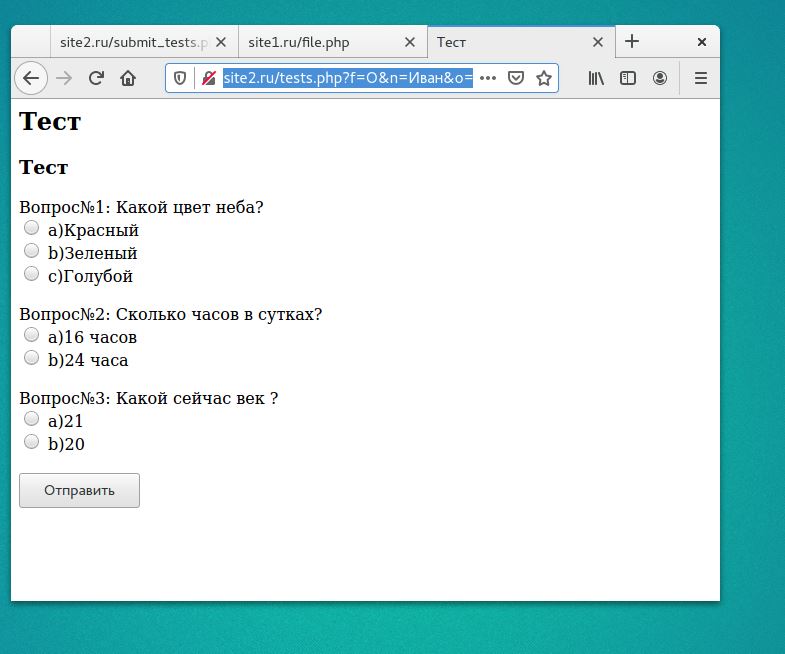 site2.ru/submit_tests.p
site1.ru/file.php
Тест
site2.ru/tests.php?f=О&n=Иван&o=
Тест
Тест
Вопрос№1: Какой цвет неба?
a)Красный
b)Зеленый
c)Голубой
Вопрос№2: Сколько часов в сутках?
a)16 часов
b)24 часа
Вопрос№3: Какой сейчас век ?
a)21
b)20
Отправить